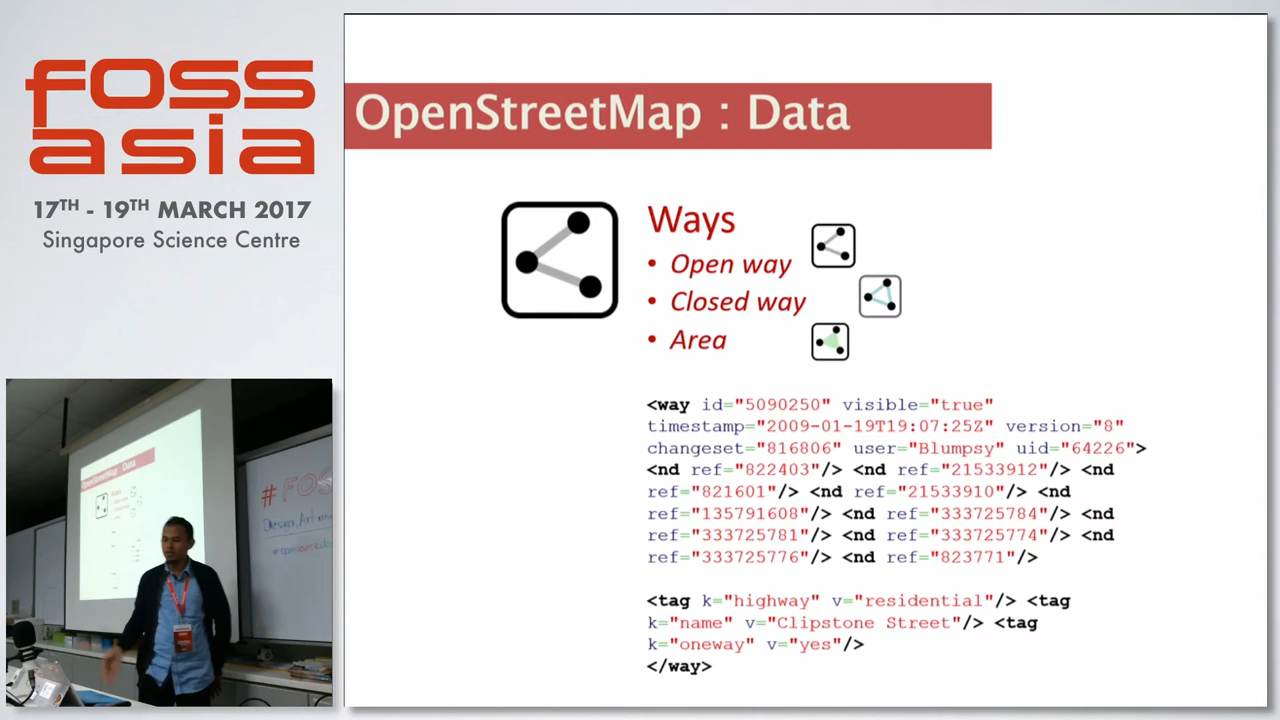 foss
asia
17TH - 19TH MARCH 2017
Singapore Science Centre
OpenStreetMap : Data
Ways
• Open way
• Closed way
• Area
<way id="5090250" visible="true"
timestamp="2009-01-19T19:07:25Z" version="8"
changeset="816806" user="Blumpsy" uid="64226">
<nd ref="822403"/> <nd ref="21533912"/> <nd
ref="821601"/> <nd ref="21533910"/> <nd
ref="135791608"/> <nd ref="333725784"/> <nd
ref="333725781"/> <nd ref="333725774"/> <nd
ref="333725776"/> <nd ref="823771"/>
<tag k="highway" v="residential"/> <tag
k="name" v="Clipstone Street"/> <tag
k="oneway" v="yes"/>
</way>
OpenStreetMap : Data
Ways
# FOS